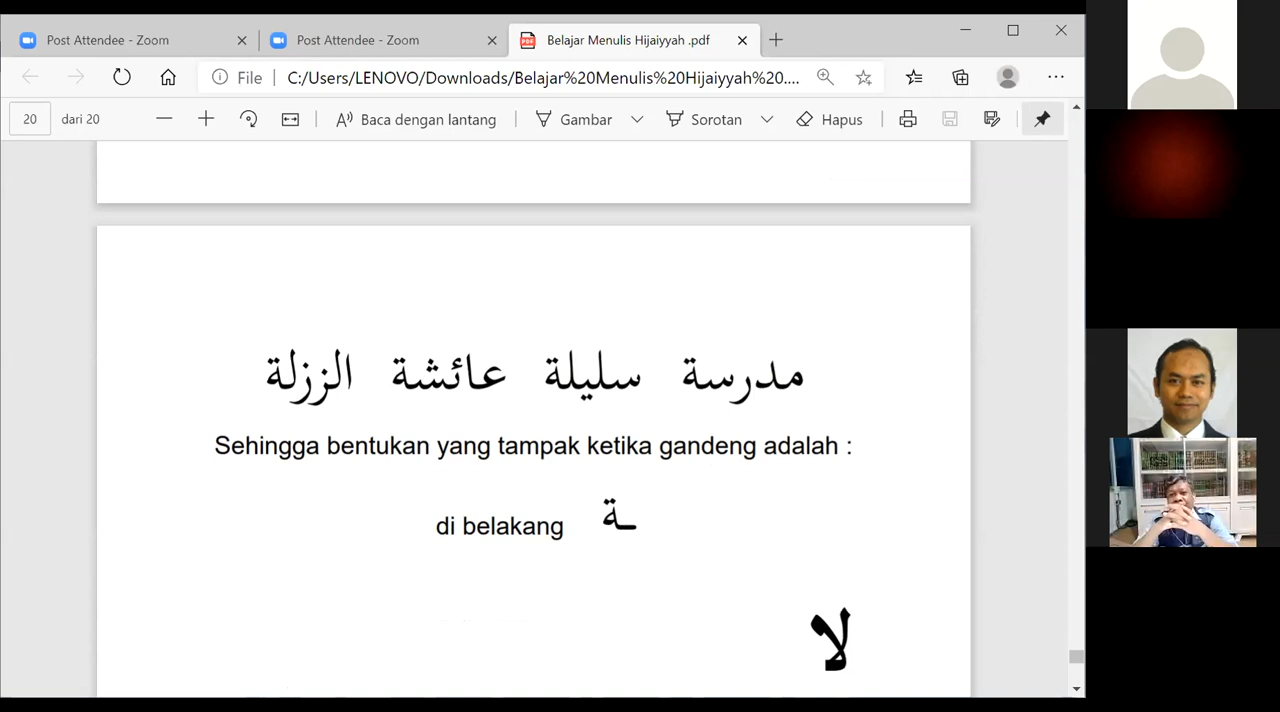 Post Attendee - Zoom
Post Attendee - Zoom
Belajar Menulis Hijaiyyah .pdf
File
C:/Users/LENOVO/Downloads/Belajar%20Menulis%20Hijaiyyah%20....
20 dari 20
Baca dengan lantang
Gambar
Sorotan
Hapus
مدرسة سليلة عائشة الززلة
Sehingga bentukan yang tampak ketika gandeng adalah :
di belakang ـة
لا